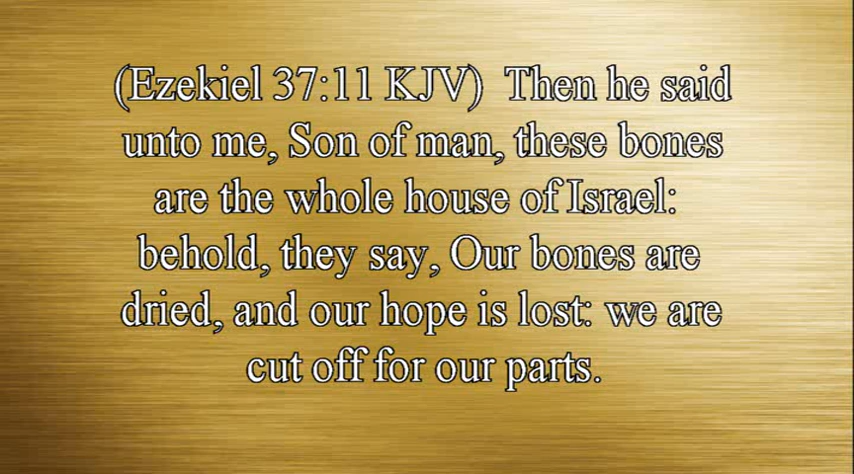 (Ezekiel 37:11 KJV)  Then he said
unto me, Son of man, these bones
are the whole house of Israel:
behold, they say, Our bones are
dried, and our hope is lost: we are
cut off for our parts.